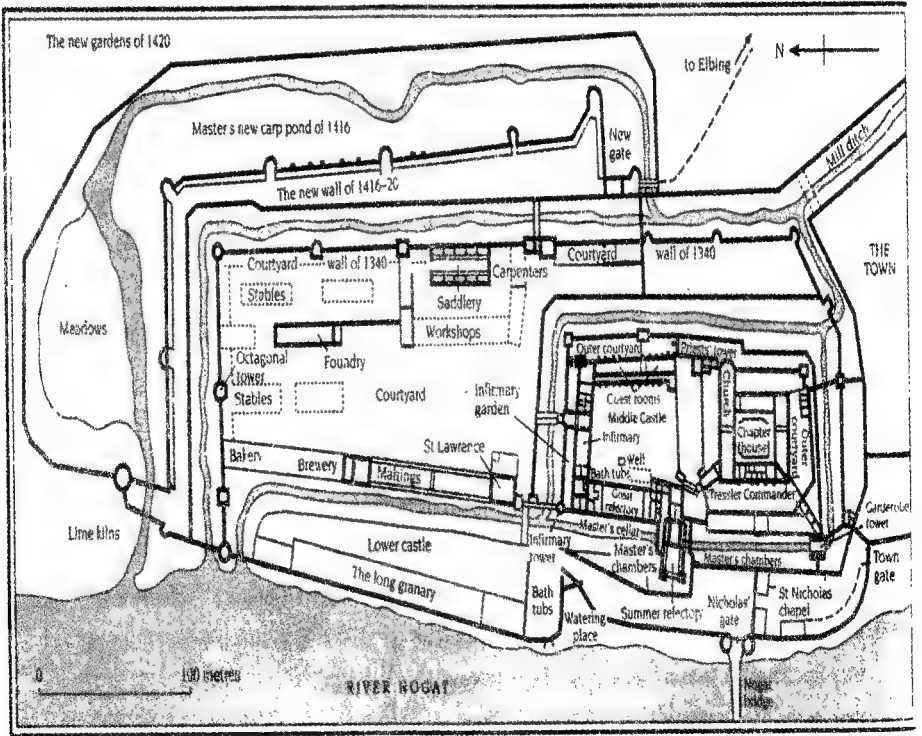 The new gardens of 1420
N
to Elbing
Master's new carp pond of 1416
New
gate
Mill ditch
The new wall of 1416-20
THE
TOWN
Courtyard
wall of 1340
Carpenters
Courtyard
wall of 1340
Stables
Saddlery
Meadows
Workshops
Foundry
Octagonal
tower
Stables
Courtyard
Infirmary
garden
Outer courtyard
Guest rooms
Middle Castle
Infirmary
Well
Church
Chapter
house
Outer
courtyard
St Lawrence
Bakery
Brewery
Maltings
Bath tubs
Great
refectory
Tressler
Commander
Master's cellar
Lime kilns
Lower castle
Infirmary
tower
Master's
chambers
Master's chambers
tower
Town
gate
The long granary
Bath
tubs
Watering
place
Summer refectory
Nicholas'
gate
St Nicholas
chapel
0
100 metres
RIVER NOGAT
Nogat
bridge